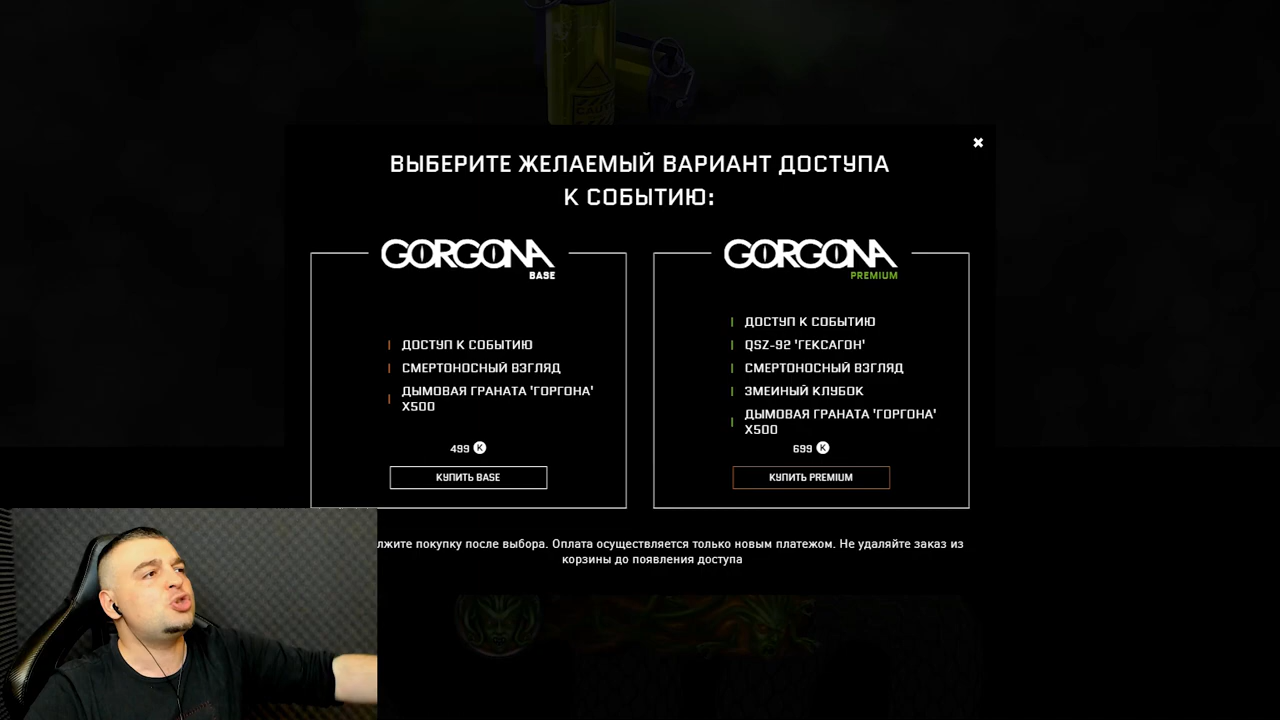 CAUTION
ВЫБЕРИТЕ ЖЕЛАЕМЫЙ ВАРИАНТ ДОСТУПА
К СОБЫТИЮ:
GORGONA
BASE
ДОСТУП К СОБЫТИЮ
СМЕРТОНОСНЫЙ ВЗГЛЯД
ДЫМОВАЯ ГРАНАТА 'ГОРГОНА'
X500
499 K
КУПИТЬ BASE
GORGONA
PREMIUM
ДОСТУП К СОБЫТИЮ
QSZ-92 'ГЕКСАГОН'
СМЕРТОНОСНЫЙ ВЗГЛЯД
ЗМЕИНЫЙ КЛУБОК
ДЫМОВАЯ ГРАНАТА 'ГОРГОНА'
X500
699 K
КУПИТЬ PREMIUM
лжите покупку после выбора. Оплата осуществляется только новым платежом. Не удаляйте заказ из
корзины до появления доступа